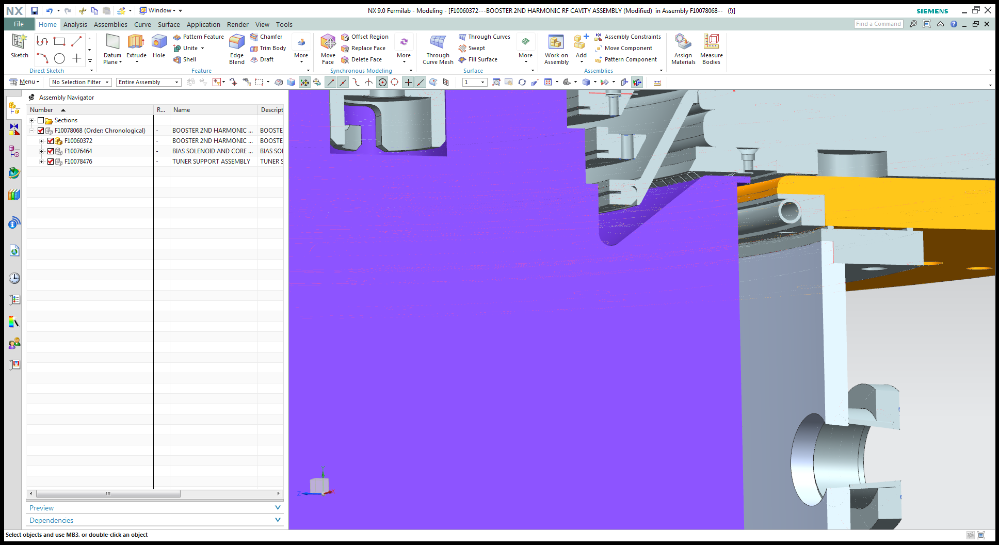 NX Window NX 9.0 Fermilab - Modeling - [F10060372---BOOSTER 2ND HARMONIC RF CAVITY ASSEMBLY (Modified) in Assembly F10078068-- (!)] SIEMENS
File Home Analysis Assemblies Curve Surface Application Render View Tools Find a Command
Pattern Feature Chamfer Offset Region Through Curves Assembly Constraints
Unite Trim Body Replace Face Swept Move Component
Sketch Datum Plane Extrude Hole Shell Edge Blend Draft More Move Face Delete Face More Through Curve Mesh Fill Surface More Work on Assembly Add Pattern Component Assign Materials Measure Bodies
Direct Sketch Feature Synchronous Modeling Surface Assemblies
Menu No Selection Filter Entire Assembly 1
Assembly Navigator
Number R... Name Descript
Sections
F10078068 (Order: Chronological) - BOOSTER 2ND HARMONIC ... BOOSTE
F10060372 - BOOSTER 2ND HARMONIC ... BOOSTE
F10076464 - BIAS SOLENOID AND CORE ... BIAS SOI
F10078476 - TUNER SUPPORT ASSEMBLY TUNER S
Y
Z X
Preview
Dependencies
Select objects and use MB3, or double-click an object